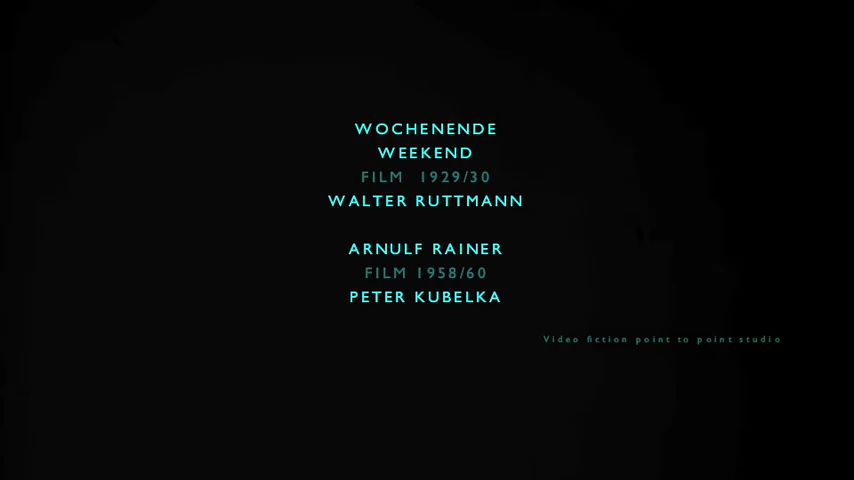 WOCHENENDE
WEEKEND
FILM 1929/30
WALTER RUTTMANN
ARNULF RAINER
FILM 1958/60
PETER KUBELKA
Video fiction point to point studio